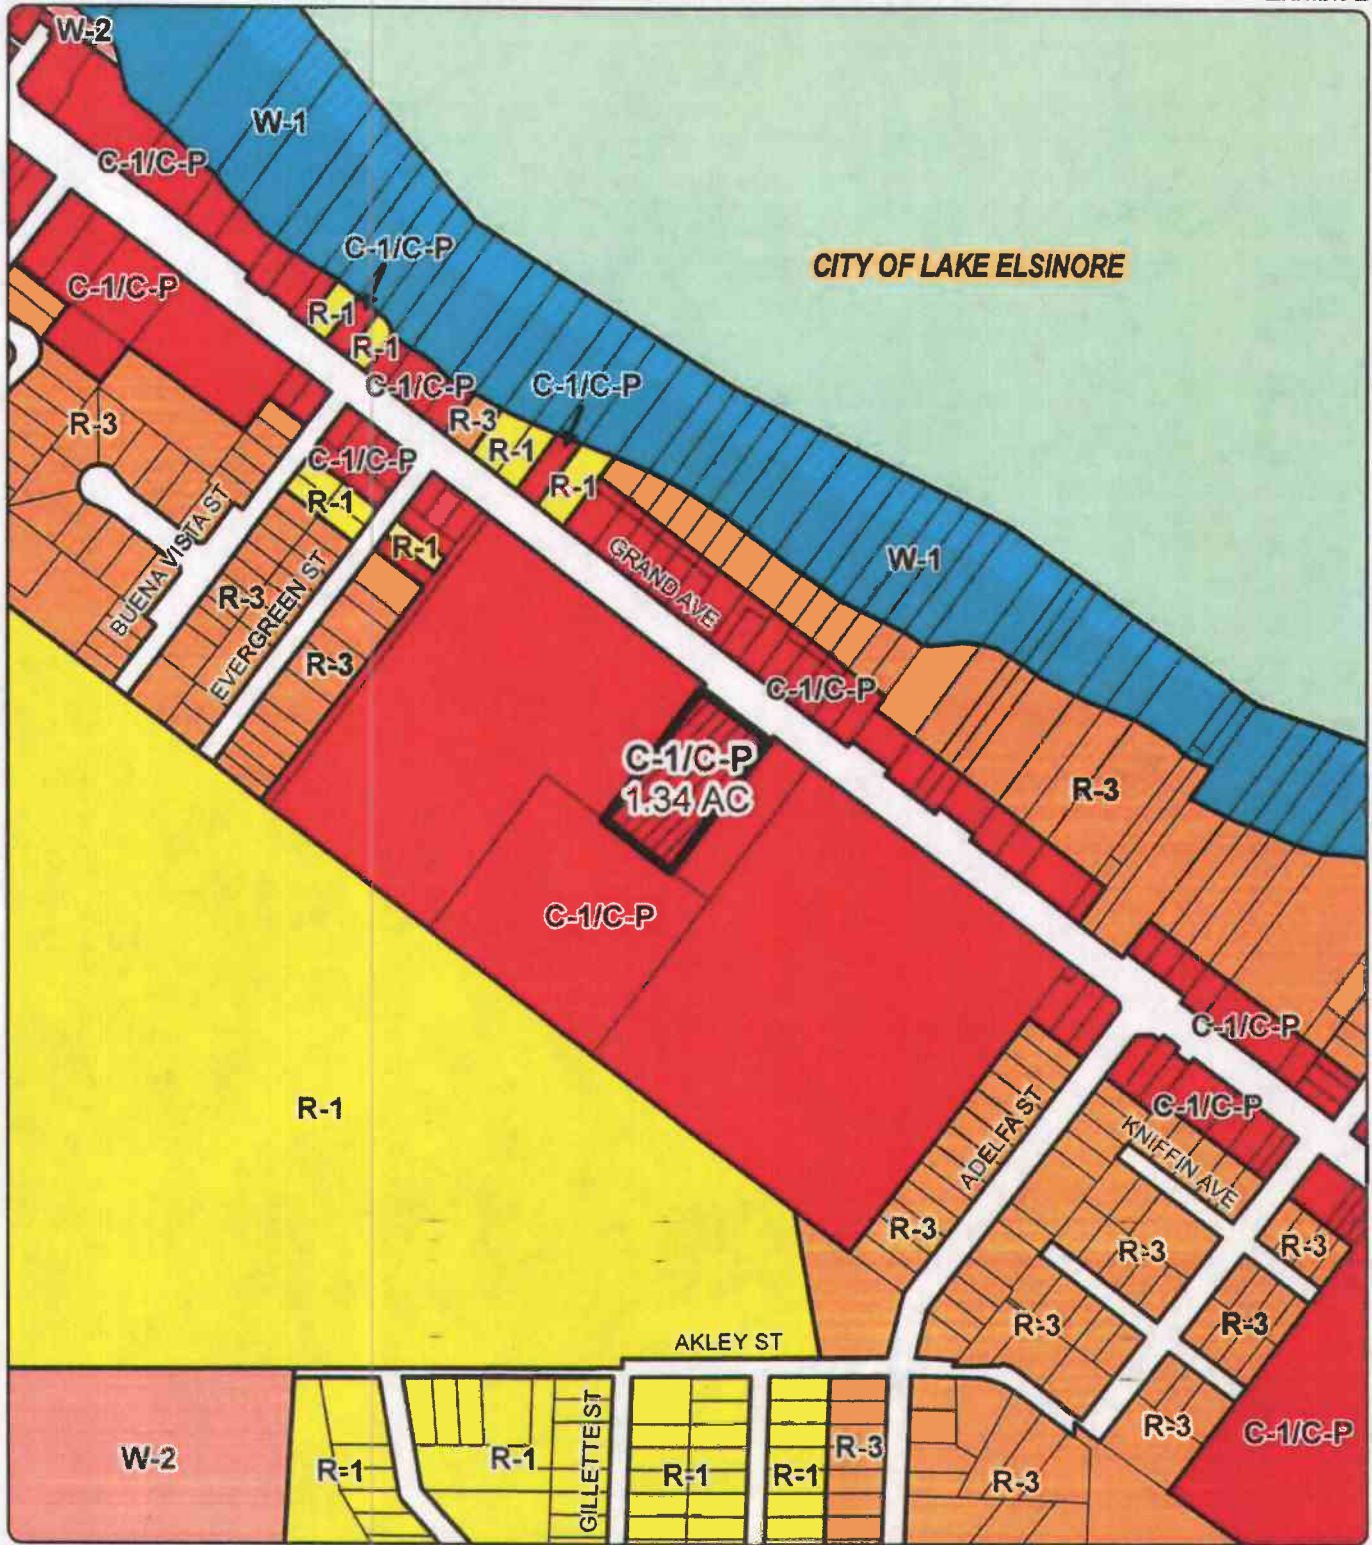 W-2
W-1
C-1/C-P
C-1/C-P
CITY OF LAKE ELSINORE
C-1/C-P
R-1
R-1
C-1/C-P
C-1/C-P
R-3
R-3
R-1
C-1/C-P
R-1
R-1
BUENA VISTA ST
R-1
GRAND AVE
W-1
R-3
EVERGREEN ST
R-3
C-1/C-P
C-1/C-P
1.34 AC
R-3
C-1/C-P
C-1/C-P
R-1
C-1/C-P
ADELFA ST
KNIFFIN AVE
R-3
R-3
R-3
R-3
R-3
AKLEY ST
W-2
R-1
R-1
GILLETTE ST
R-1
R-1
R-3
R-3
R-3
C-1/C-P